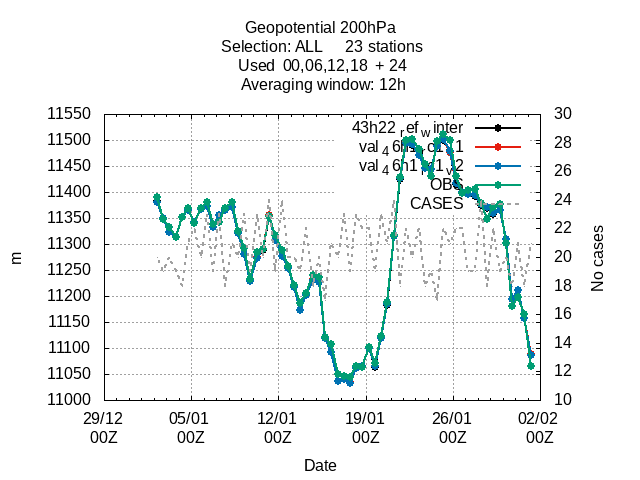 Geopotential 200hPa
Selection: ALL 23 stations
Used 00,06,12,18 + 24
Averaging window: 12h
43h22_ref_winter
val_46h1_rd1v1
val_46h1_rd1_v2
OBS
CASES
11550
11500
11450
11400
11350
11300
11250
11200
11150
11100
11050
11000
m
30
28
26
24
22
20
18
16
14
12
10
No cases
29/12 05/01 12/01 19/01 26/01 02/02
00Z 00Z 00Z 00Z 00Z 00Z
Date